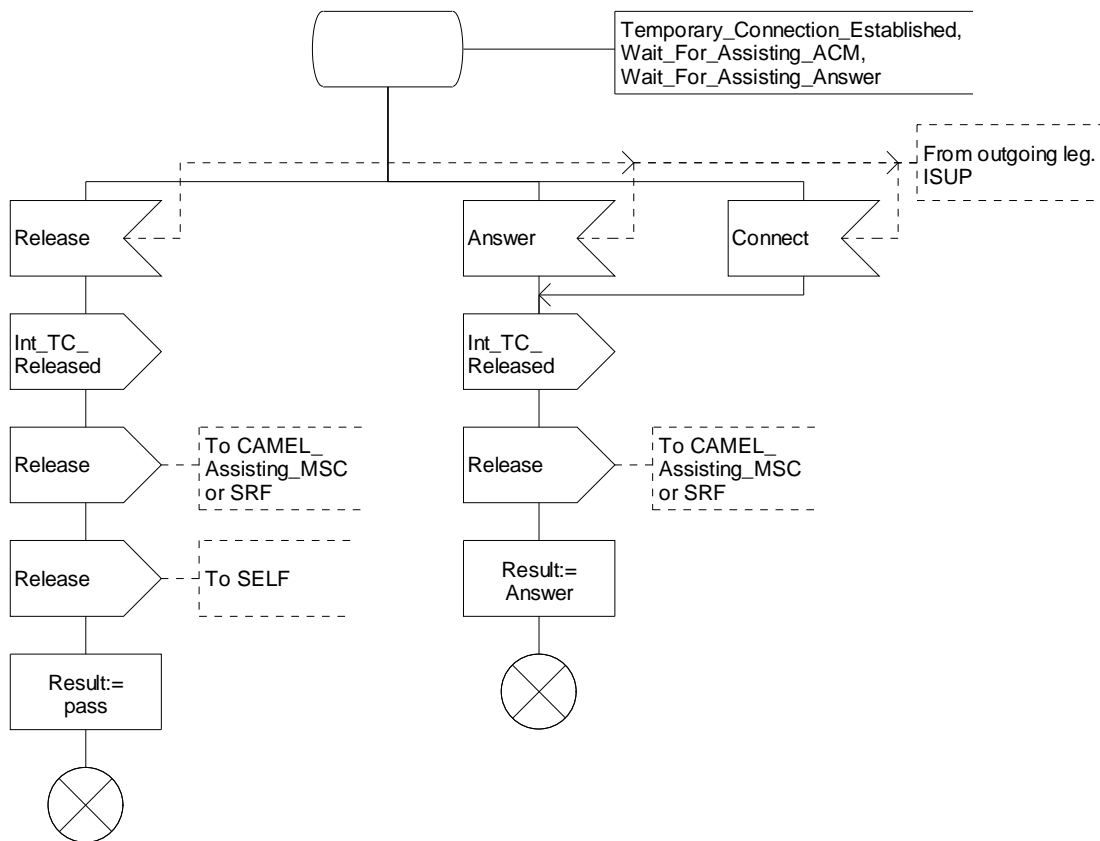 Temporary_Connection_Established,
Wait_For_Assisting_ACM,
Wait_For_Assisting_Answer
From outgoing leg.
ISUP
Release
Answer
Connect
Int_TC_
Released
Int_TC_
Released
Release
To CAMEL_
Assisting_MSC
or SRF
Release
To CAMEL_
Assisting_MSC
or SRF
Release
To SELF
Result:=
Answer
Result:=
pass